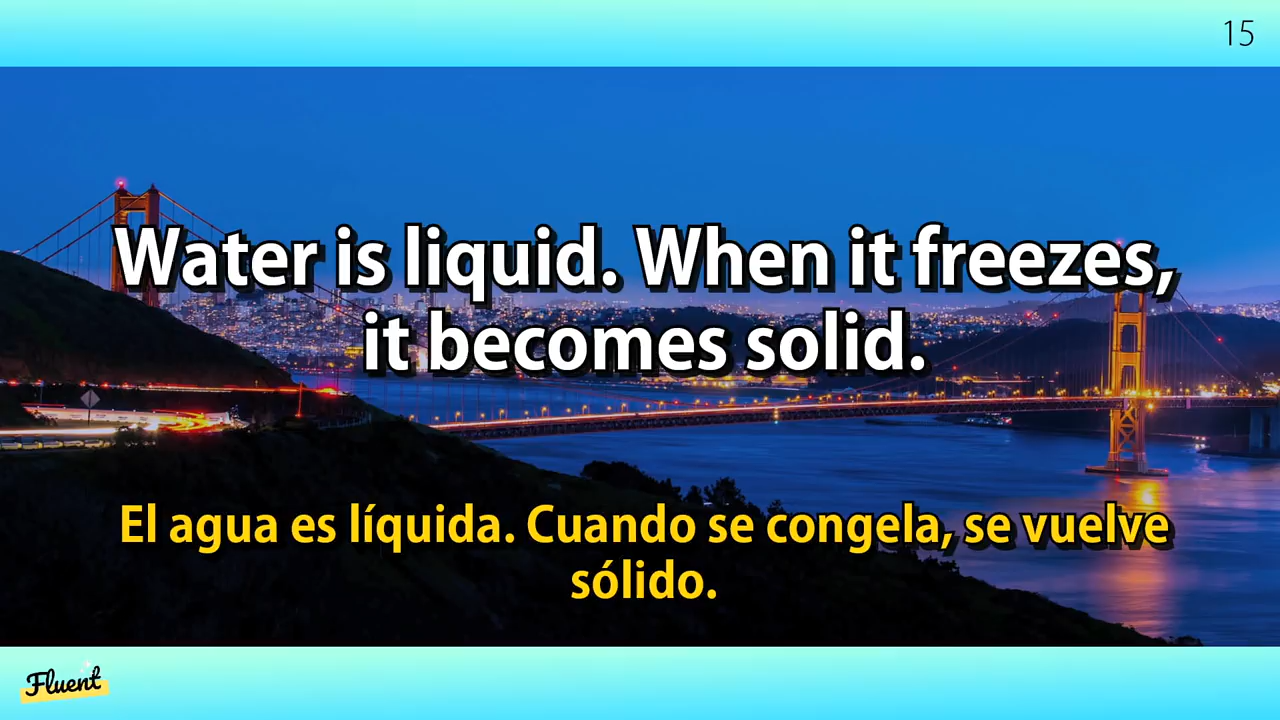 15
Water is liquid. When it freezes,
it becomes solid.
El agua es líquida. Cuando se congela, se vuelve
sólido.
Fluent